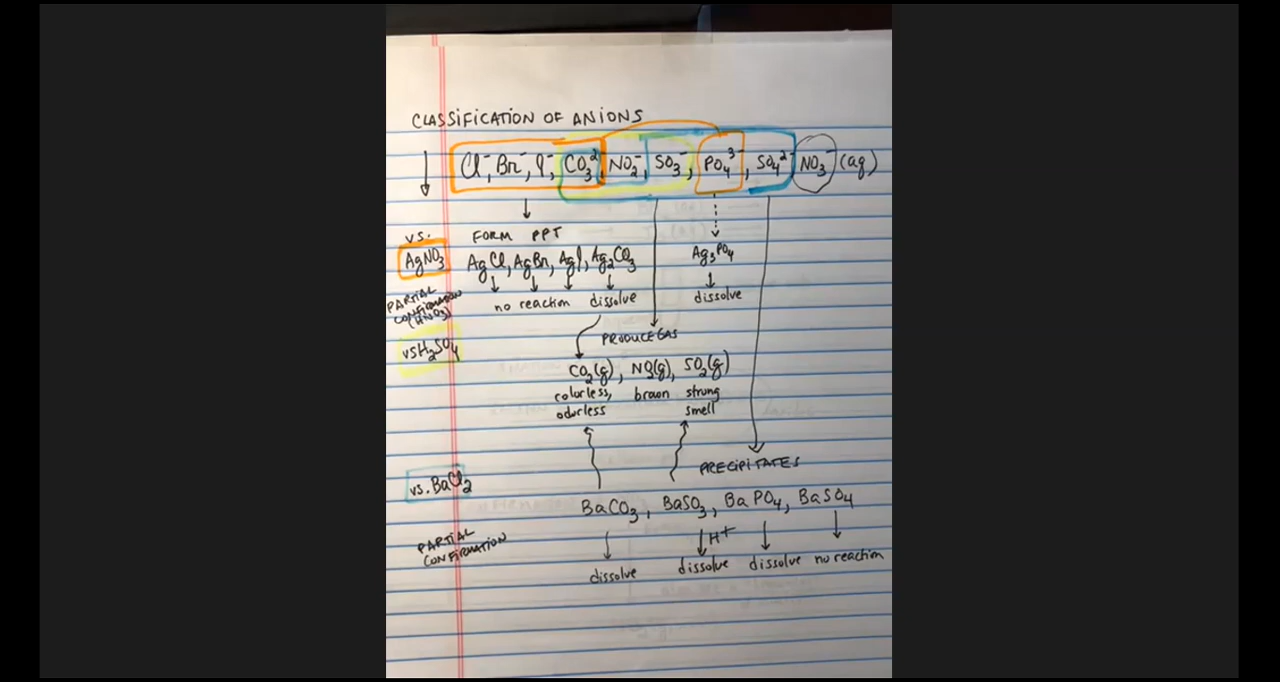 CLASSIFICATION OF ANIONS
Cl⁻, Br⁻, I⁻, CO₃²⁻, NO₂⁻, SO₃⁻, PO₄³⁻, SO₄²⁻ NO₃⁻ (aq)
VS. FORM PPT
AgNO₃ AgCl, AgBr, AgI, Ag₂CO₃ Ag₃PO₄
PARTIAL CONFIRMATION (HNO₃) no reaction dissolve dissolve
PRODUCE GAS
vs H₂SO₄
CO₂(g), NO₂(g), SO₂(g)
colorless, brown strong
odorless smell
PRECIPITATES
vs. BaCl₂
BaCO₃, BaSO₃, BaPO₄, BaSO₄
PARTIAL CONFIRMATION H+
dissolve dissolve dissolve no reaction